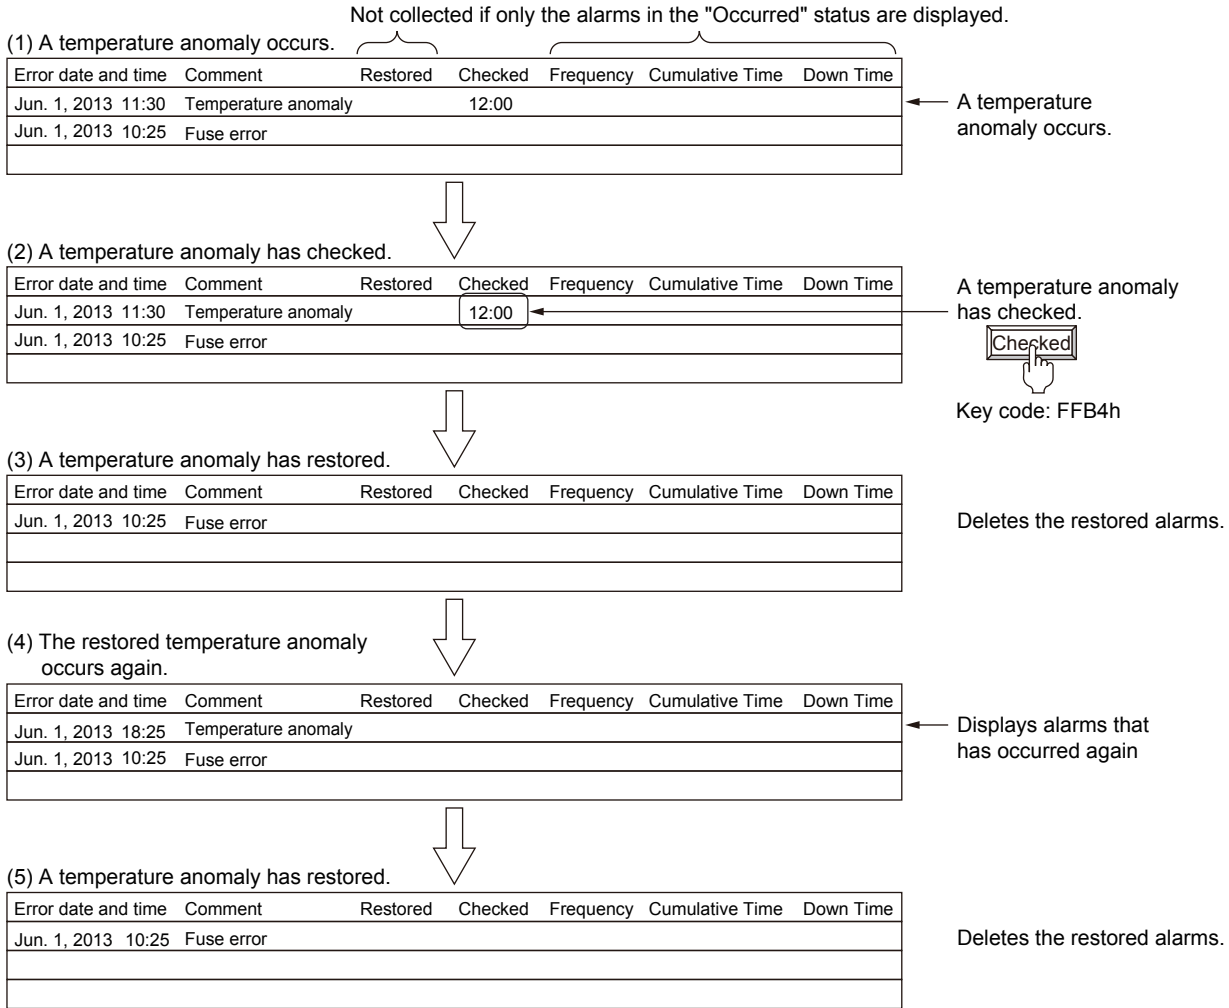 Not collected if only the alarms in the "Occurred" status are displayed.
(1) A temperature anomaly occurs.
Error date and time Comment Restored Checked Frequency Cumulative Time Down Time
Jun. 1, 2013 11:30 Temperature anomaly 12:00
Jun. 1, 2013 10:25 Fuse error
A temperature
anomaly occurs.
(2) A temperature anomaly has checked.
Error date and time Comment Restored Checked Frequency Cumulative Time Down Time
Jun. 1, 2013 11:30 Temperature anomaly 12:00
Jun. 1, 2013 10:25 Fuse error
A temperature anomaly
has checked.
Checked
Key code: FFB4h
(3) A temperature anomaly has restored.
Error date and time Comment Restored Checked Frequency Cumulative Time Down Time
Jun. 1, 2013 10:25 Fuse error
Deletes the restored alarms.
(4) The restored temperature anomaly
occurs again.
Error date and time Comment Restored Checked Frequency Cumulative Time Down Time
Jun. 1, 2013 18:25 Temperature anomaly
Jun. 1, 2013 10:25 Fuse error
Displays alarms that
has occurred again
(5) A temperature anomaly has restored.
Error date and time Comment Restored Checked Frequency Cumulative Time Down Time
Jun. 1, 2013 10:25 Fuse error
Deletes the restored alarms.